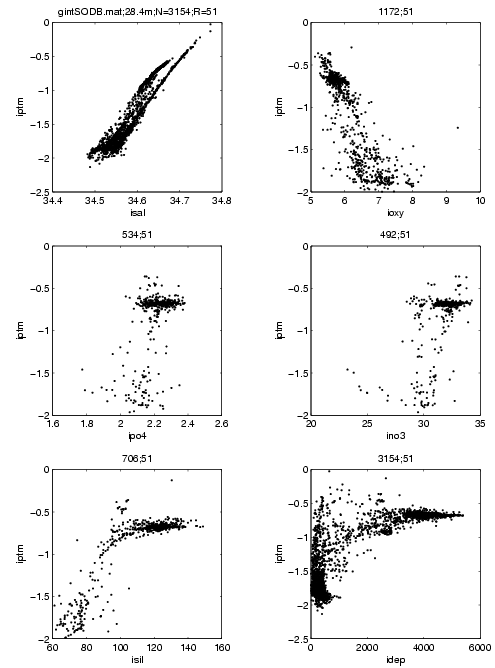 gintSODB.mat;28.4m;N=3154;R=51
1172;51
0
0
−0.5
−0.5
−1
−1
iptm
iptm
−1.5
−1.5
−2
−2.5
−2
34.4 34.5 34.6 34.7 34.8
5 6 7 8 9 10
isal
ioxy
534;51
492;51
0
0
−0.5
−0.5
iptm
iptm
−1
−1
−1.5
−1.5
−2
−2
1.6 1.8 2 2.2 2.4 2.6
20 25 30 35
ipo4
ino3
706;51
3154;51
0
0
−0.5
−0.5
−1
−1
iptm
iptm
−1.5
−1.5
−2
−2
−2.5
60 80 100 120 140 160
0 2000 4000 6000
isil
idep